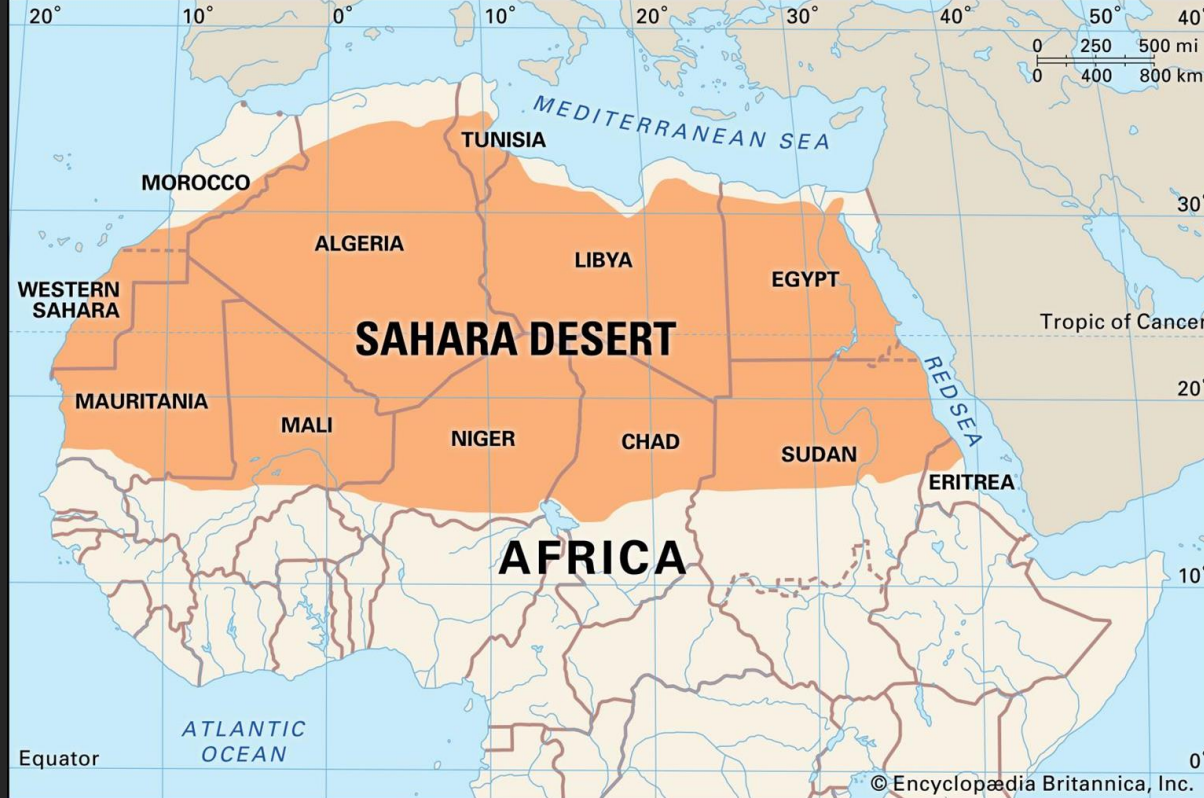 20°
10°
0°
10°
20°
30°
40°
50°
40°
0 250 500 mi
0 400 800 km
MEDITERRANEAN SEA
TUNISIA
MOROCCO
30°
ALGERIA
LIBYA
EGYPT
WESTERN
SAHARA
Tropic of Cancer
SAHARA DESERT
RED SEA
20°
MAURITANIA
MALI
NIGER
CHAD
SUDAN
ERITREA
AFRICA
10°
ATLANTIC
OCEAN
Equator
0°
© Encyclopædia Britannica, Inc.